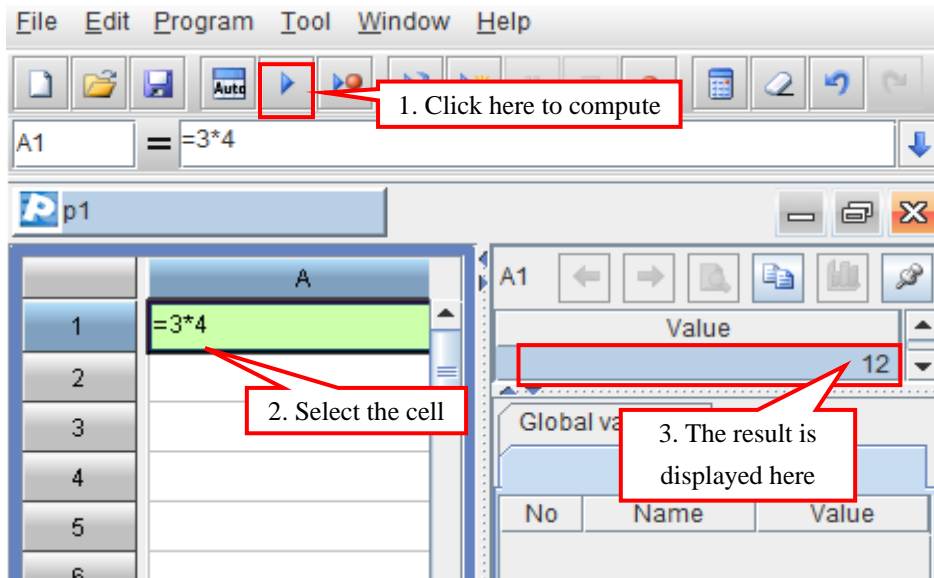 File Edit Program Tool Window Help
Auto
1. Click here to compute
A1 = =3*4
p1
A
A1
1 =3*4
Value
12
2
2. Select the cell
3
Global
3. The result is
displayed here
4
No Name Value
5
6